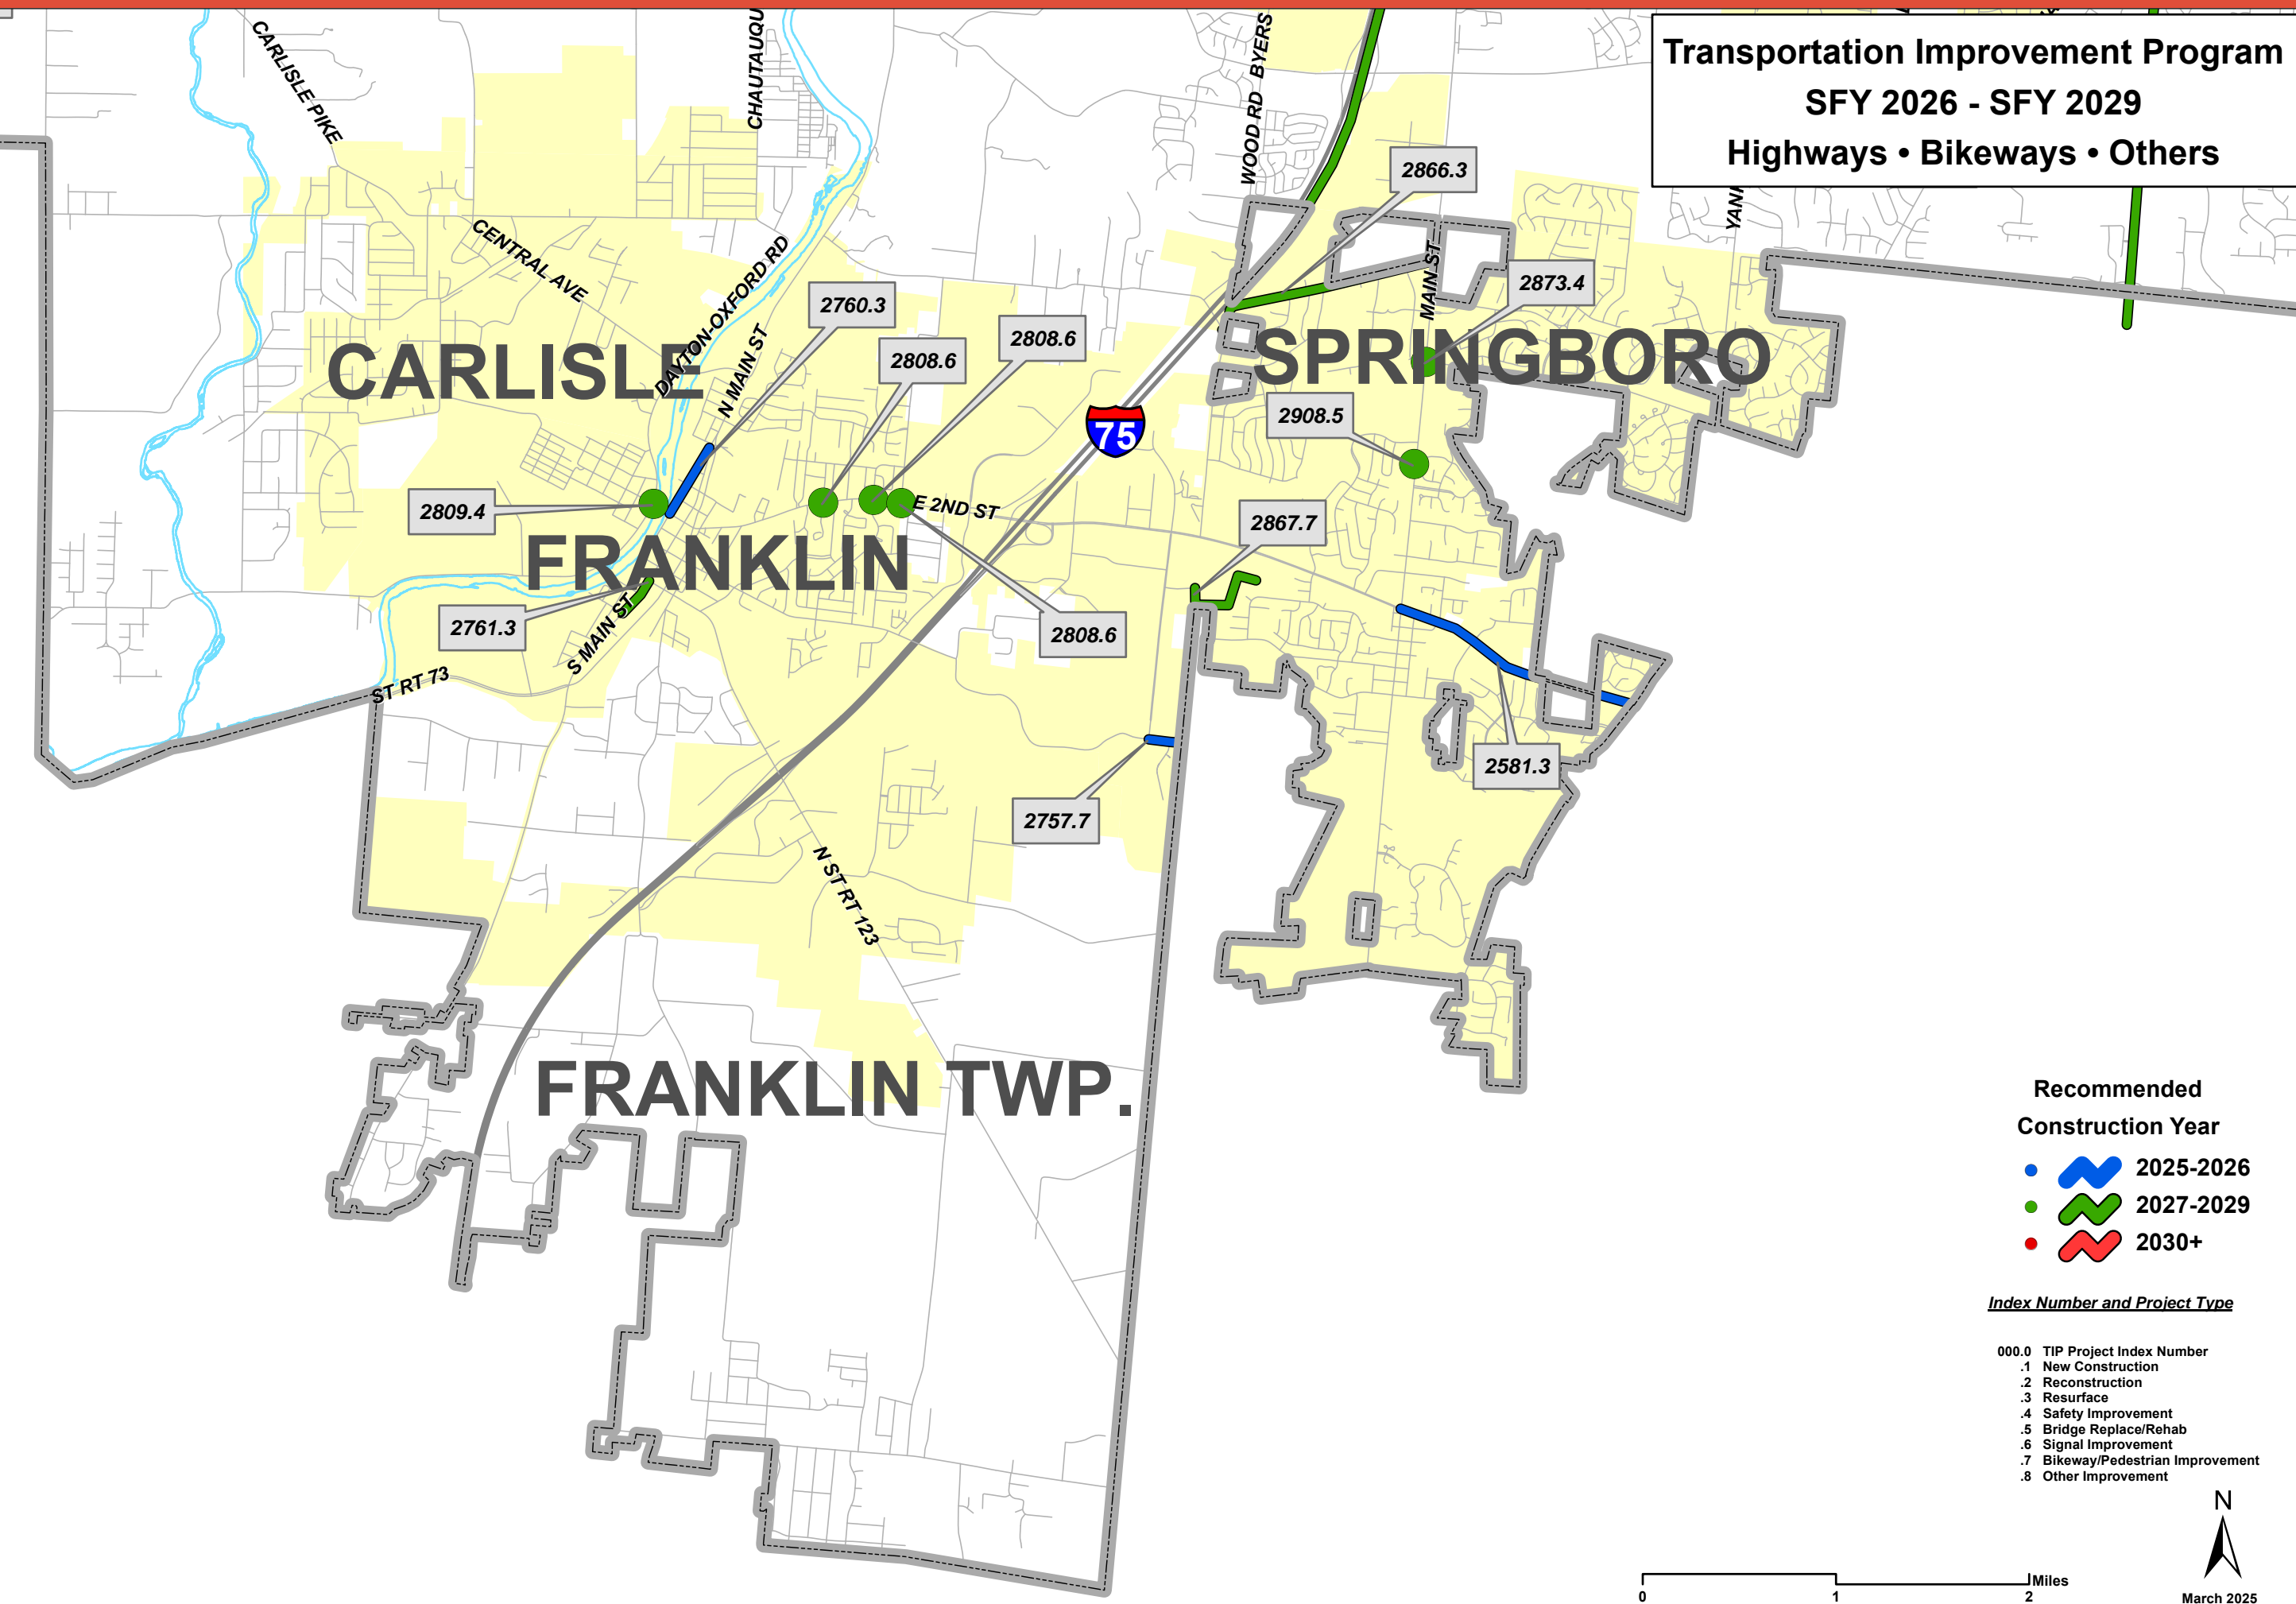 Transportation Improvement Program
SFY 2026 - SFY 2029
Highways • Bikeways • Others
CARLISLE PIKE
CHAUTAUQU
WOOD RD
BYERS
YANK
2866.3
MAIN ST
CENTRAL AVE
DAYTON-OXFORD RD
N MAIN ST
2760.3
2808.6
2808.6
2873.4
CARLISLE
SPRINGBORO
75
2908.5
2809.4
E 2ND ST
2867.7
FRANKLIN
2761.3
S MAIN ST
2808.6
ST RT 73
2581.3
2757.7
N ST RT 123
FRANKLIN TWP.
Recommended
Construction Year
2025-2026
2027-2029
2030+
Index Number and Project Type
000.0 TIP Project Index Number
.1 New Construction
.2 Reconstruction
.3 Resurface
.4 Safety Improvement
.5 Bridge Replace/Rehab
.6 Signal Improvement
.7 Bikeway/Pedestrian Improvement
.8 Other Improvement
N
Miles
0 1 2
March 2025